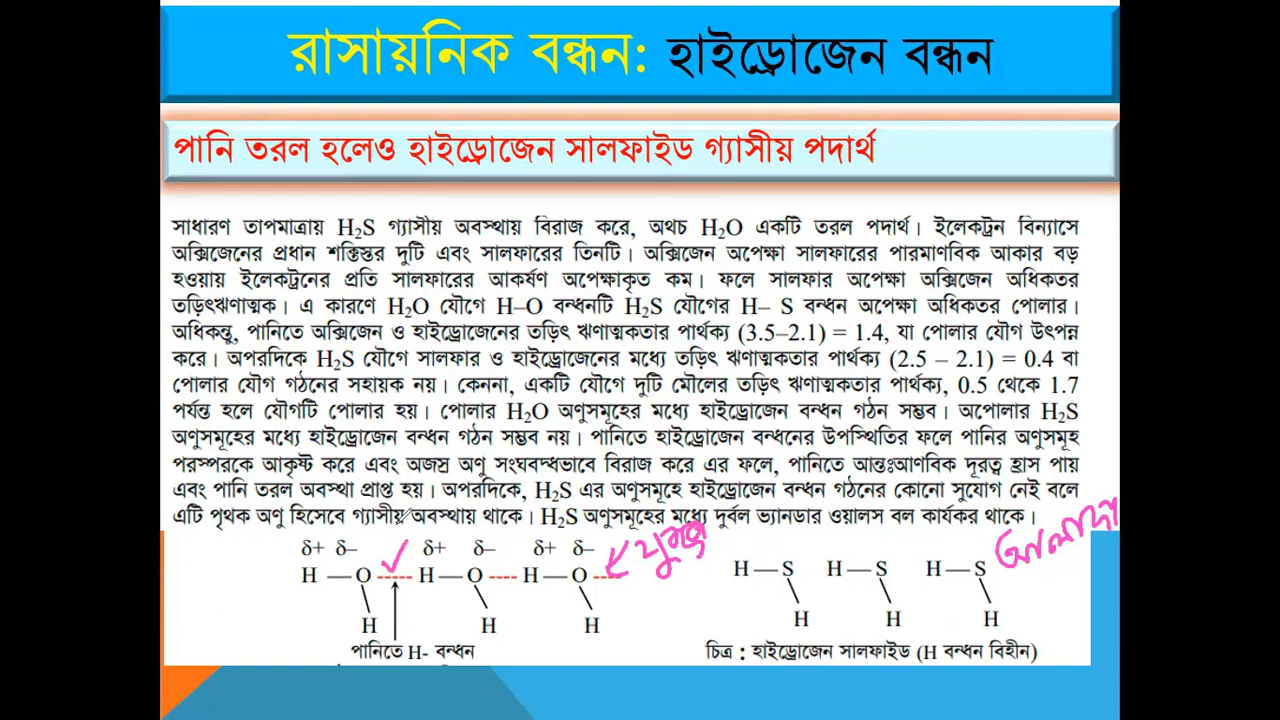 রাসায়নিক বন্ধন: হাইড্রোজেন বন্ধন
পানি তরল হলেও হাইড্রোজেন সালফাইড গ্যাসীয় পদার্থ
সাধারণ তাপমাত্রায় H₂S গ্যাসীয় অবস্থায় বিরাজ করে, অথচ H₂O একটি তরল পদার্থ। ইলেকট্রন বিন্যাসে
অক্সিজেনের প্রধান শক্তিস্তর দুটি এবং সালফারের তিনটি। অক্সিজেন অপেক্ষা সালফারের পারমাণবিক আকার বড়
হওয়ায় ইলেকট্রনের প্রতি সালফারের আকর্ষণ অপেক্ষাকৃত কম। ফলে সালফার অপেক্ষা অক্সিজেন অধিকতর
তড়িৎঋণাত্মক। এ কারণে H₂O যৌগে H–O বন্ধনটি H₂S যৌগের H– S বন্ধন অপেক্ষা অধিকতর পোলার।
অধিকন্তু, পানিতে অক্সিজেন ও হাইড্রোজেনের তড়িৎ ঋণাত্মকতার পার্থক্য (3.5–2.1) = 1.4, যা পোলার যৌগ উৎপন্ন
করে। অপরদিকে H₂S যৌগে সালফার ও হাইড্রোজেনের মধ্যে তড়িৎ ঋণাত্মকতার পার্থক্য (2.5 – 2.1) = 0.4 বা
পোলার যৌগ গঠনের সহায়ক নয়। কেননা, একটি যৌগে দুটি মৌলের তড়িৎ ঋণাত্মকতার পার্থক্য, 0.5 থেকে 1.7
পর্যন্ত হলে যৌগটি পোলার হয়। পোলার H₂O অণুসমূহের মধ্যে হাইড্রোজেন বন্ধন গঠন সম্ভব। অপোলার H₂S
অণুসমূহের মধ্যে হাইড্রোজেন বন্ধন গঠন সম্ভব নয়। পানিতে হাইড্রোজেন বন্ধনের উপস্থিতির ফলে পানির অণুসমূহ
পরস্পরকে আকৃষ্ট করে এবং অজস্র অণু সংঘবদ্ধভাবে বিরাজ করে এর ফলে, পানিতে আন্তঃআণবিক দূরত্ব হ্রাস পায়
এবং পানি তরল অবস্থা প্রাপ্ত হয়। অপরদিকে, H₂S এর অণুসমূহে হাইড্রোজেন বন্ধন গঠনের কোনো সুযোগ নেই বলে
এটি পৃথক অণু হিসেবে গ্যাসীয় অবস্থায় থাকে। H₂S অণুসমূহের মধ্যে দুর্বল ভ্যানডার ওয়ালস বল কার্যকর থাকে।
δ+ δ– δ+ δ– δ+ δ– আলাদা
H —O ----- H —O ---- H —O ---- H —S H —S H —S
H H H H H H
পানিতে H- বন্ধন চিত্র : হাইড্রোজেন সালফাইড (H বন্ধন বিহীন)